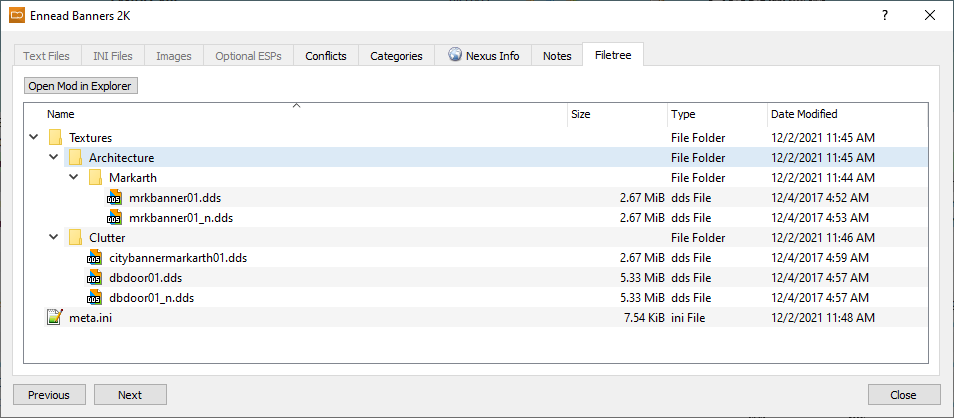 Ennead Banners 2K
Text Files INI Files Images Optional ESPs Conflicts Categories Nexus Info Notes Filetree
Open Mod in Explorer
Name Size Type Date Modified
Textures File Folder 12/2/2021 11:45 AM
Architecture File Folder 12/2/2021 11:45 AM
Markarth File Folder 12/2/2021 11:44 AM
DDS mrkbanner01.dds 2.67 MiB dds File 12/4/2017 4:52 AM
DDS mrkbanner01_n.dds 2.67 MiB dds File 12/4/2017 4:53 AM
Clutter File Folder 12/2/2021 11:46 AM
DDS citybannermarkarth01.dds 2.67 MiB dds File 12/4/2017 4:59 AM
DDS dbdoor01.dds 5.33 MiB dds File 12/4/2017 4:57 AM
DDS dbdoor01_n.dds 5.33 MiB dds File 12/4/2017 4:57 AM
meta.ini 7.54 KiB ini File 12/2/2021 11:48 AM
Previous Next Close